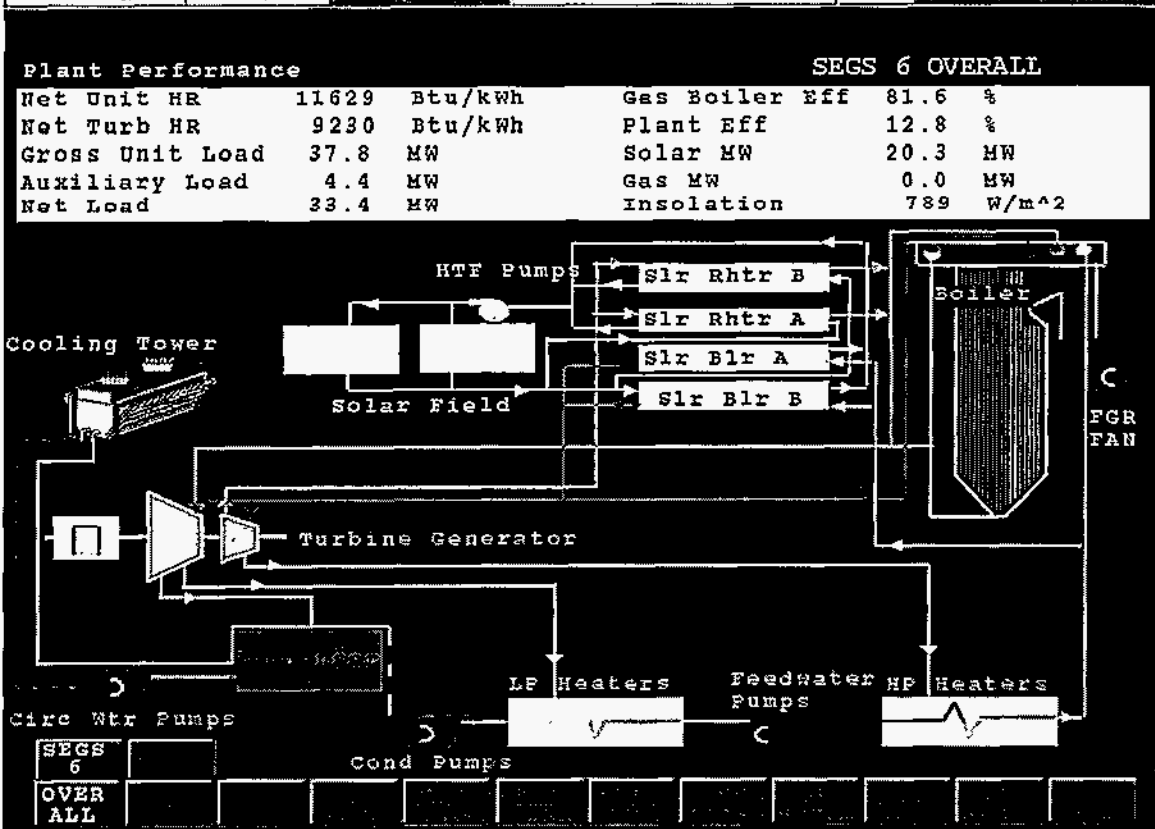 Plant Performance
SEGS 6 OVERALL
Net Unit HR 11629 Btu/kWh Gas Boiler Eff 81.6 %
Net Turb HR 9230 Btu/kWh Plant Eff 12.8 %
Gross Unit Load 37.8 MW Solar MW 20.3 MW
Auxiliary Load 4.4 MW Gas MW 0.0 MW
Net Load 33.4 MW Insolation 789 W/m^2
HTF Pumps
Slr Rhtr B
Boiler
Slr Rhtr A
Cooling Tower
Slr Blr A
Slr Blr B
Solar Field
FGR
FAN
Turbine Generator
LP Heaters
Feedwater
Pumps
HP Heaters
Circ Wtr Pumps
Cond Pumps
SEGS
6
OVER
ALL